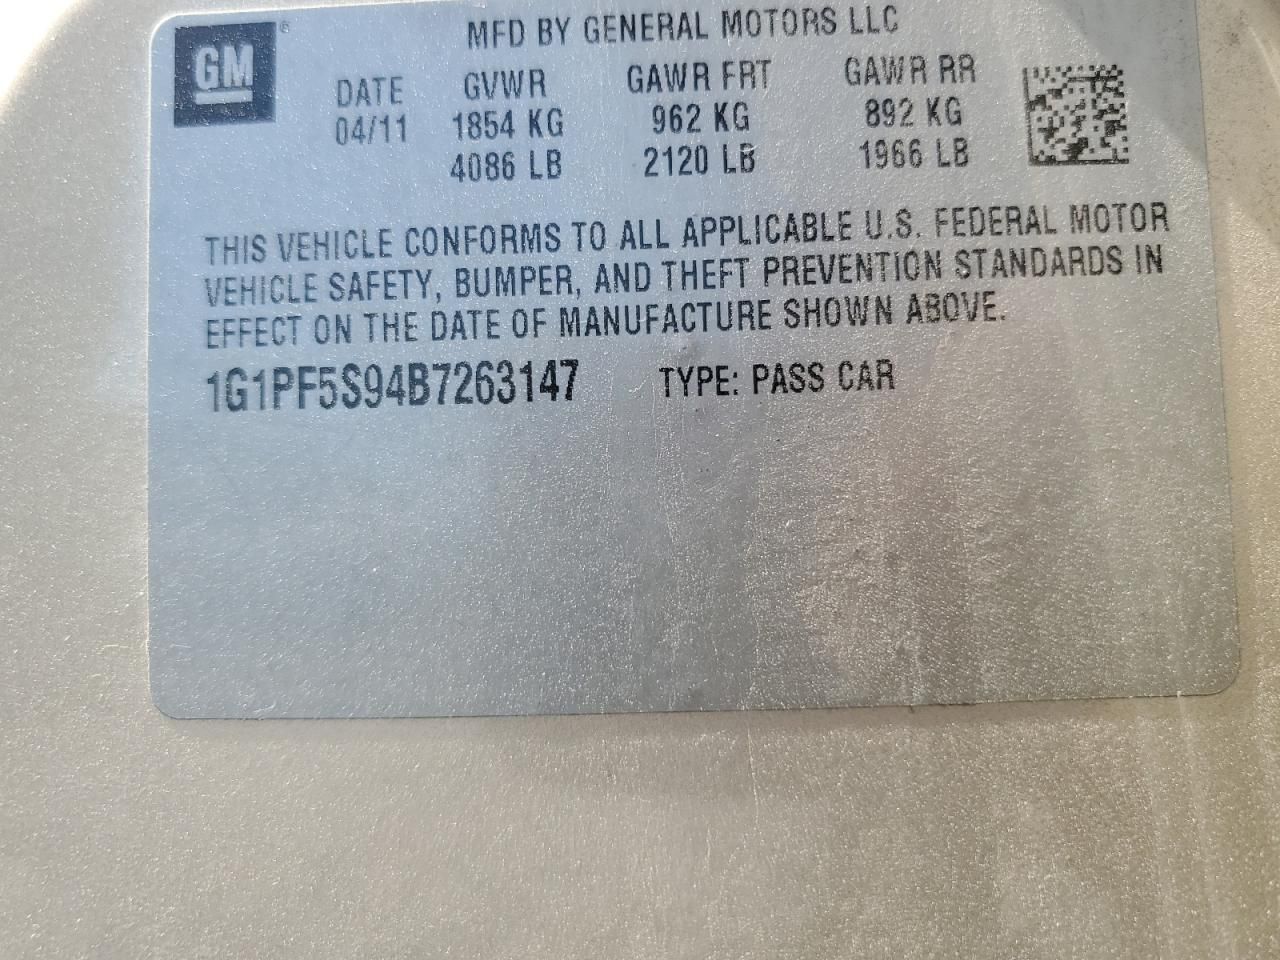 GM®
MFD BY GENERAL MOTORS LLC
DATE GVWR GAWR FRT GAWR RR
04/11 1854 KG 962 KG 892 KG
4086 LB 2120 LB 1966 LB
THIS VEHICLE CONFORMS TO ALL APPLICABLE U.S. FEDERAL MOTOR
VEHICLE SAFETY, BUMPER, AND THEFT PREVENTION STANDARDS IN
EFFECT ON THE DATE OF MANUFACTURE SHOWN ABOVE.
1G1PF5S94B7263147 TYPE: PASS CAR